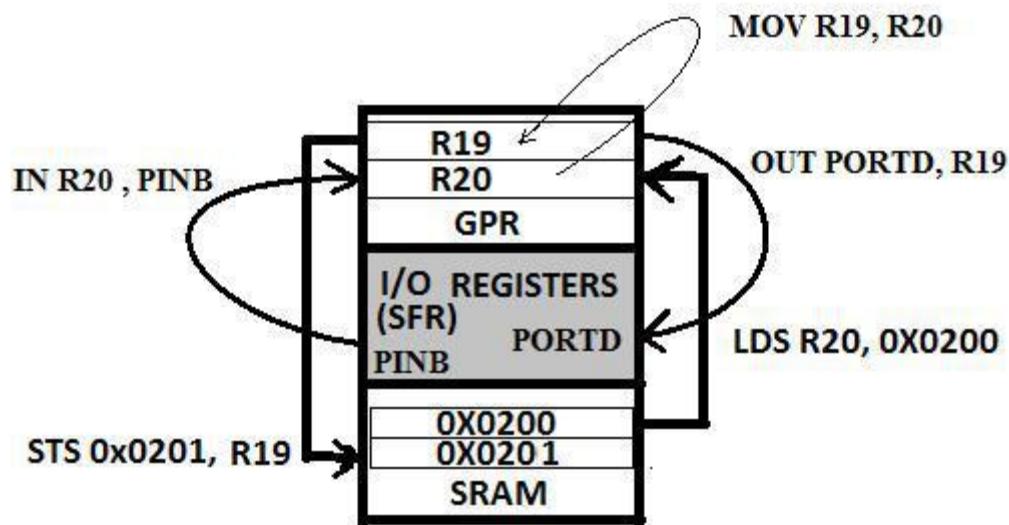 MOV R19, R20
R19
R20
GPR
IN R20 , PINB
OUT PORTD, R19
I/O REGISTERS
(SFR)
PORTD
PINB
LDS R20, 0X0200
0X0200
0X0201
SRAM
STS 0x0201, R19